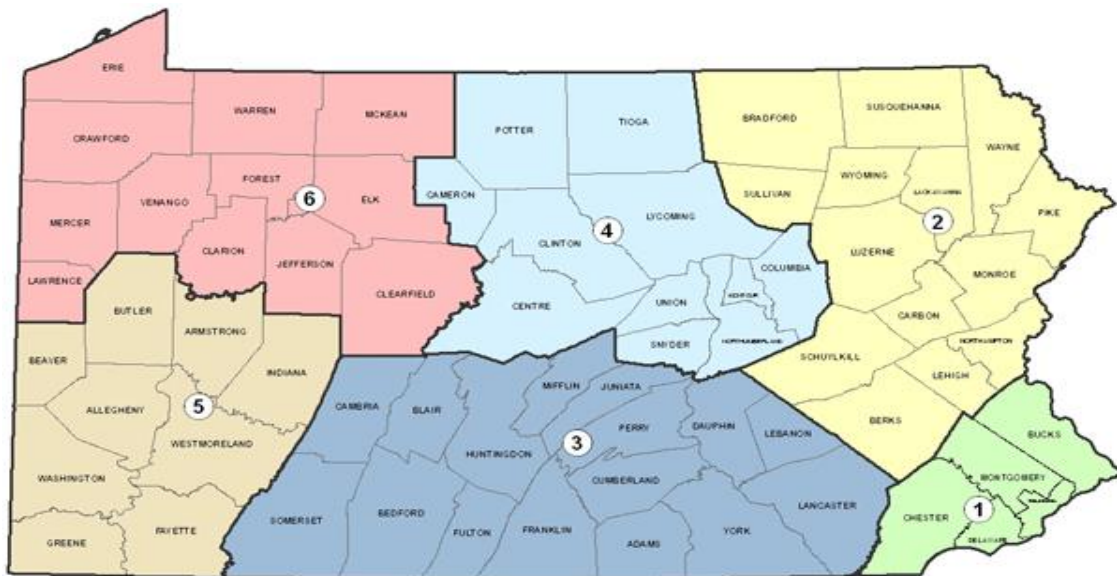 ERIE
WARREN
MCKEAN
CRAWFORD
FOREST
ELK
MERCER
VENANGO
6
CLARION
JEFFERSON
LAWRENCE
CLEARFIELD
POTTER
TIOGA
CAMERON
LYCOMING
4
CLINTON
COLUMBIA
CENTRE
UNION
MONTOUR
SNYDER
NORTHUMBERLAND
BRADFORD
SUSQUEHANNA
WAYNE
WYOMING
LACKAWANNA
SULLIVAN
PIKE
2
LUZERNE
MONROE
CARBON
NORTHAMPTON
SCHUYLKILL
LEHIGH
BERKS
BUTLER
ARMSTRONG
BEAVER
INDIANA
ALLEGHENY
5
WESTMORELAND
WASHINGTON
FAYETTE
GREENE
CAMBRIA
BLAIR
MIFFLIN
JUNIATA
HUNTINGDON
3
PERRY
DAUPHIN
LEBANON
CUMBERLAND
LANCASTER
SOMERSET
BEDFORD
FULTON
FRANKLIN
ADAMS
YORK
BUCKS
MONTGOMERY
CHESTER
1
DELAWARE